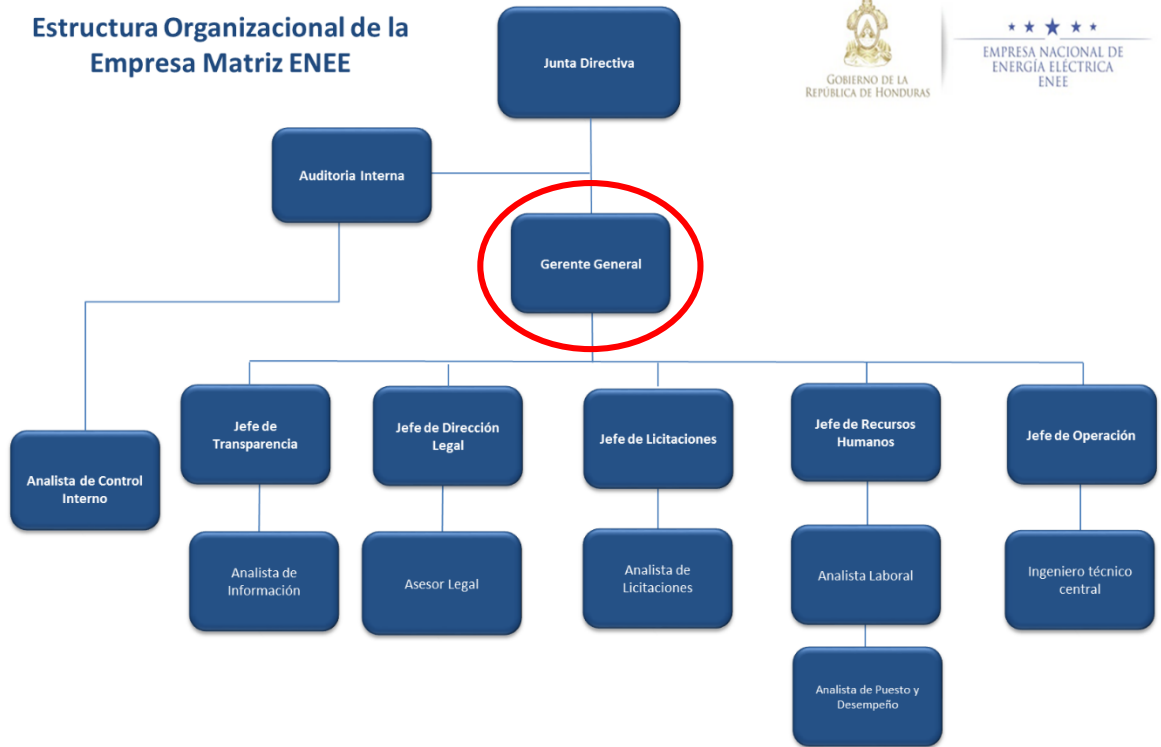 Estructura Organizacional de la
Empresa Matriz ENEE
Junta Directiva
GOBIERNO DE LA
REPÚBLICA DE HONDURAS
EMPRESA NACIONAL DE
ENERGÍA ELÉCTRICA
ENEE
Auditoria Interna
Gerente General
Jefe de
Transparencia
Jefe de Dirección
Legal
Jefe de Licitaciones
Jefe de Recursos
Humanos
Jefe de Operación
Analista de Control
Interno
Analista de
Información
Asesor Legal
Analista de
Licitaciones
Analista Laboral
Ingeniero técnico
central
Analista de Puesto y
Desempeño